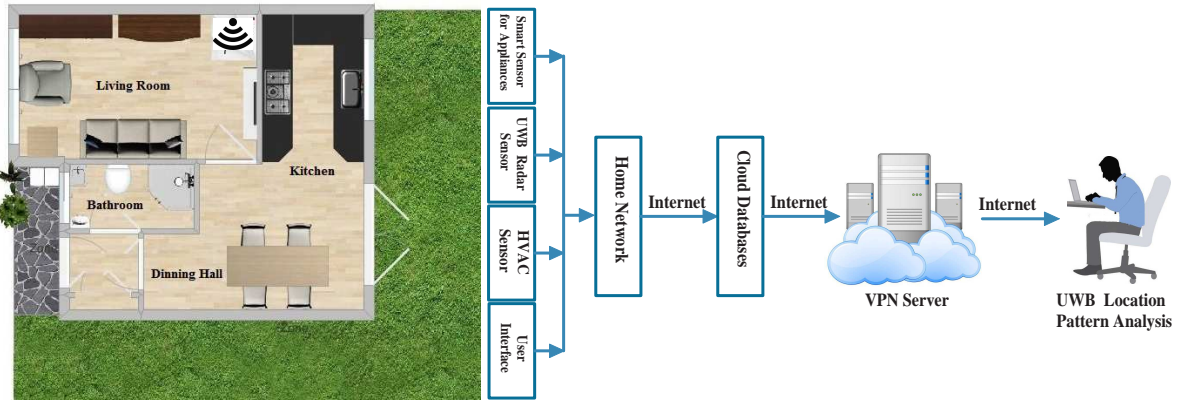 Living Room
Kitchen
Bathroom
Dinning Hall
Smart Sensor
for Appliances
UWB Radar
Sensor
HVAC
Sensor
User
Interface
Home Network
Internet
Cloud Databases
Internet
VPN Server
Internet
UWB Location
Pattern Analysis